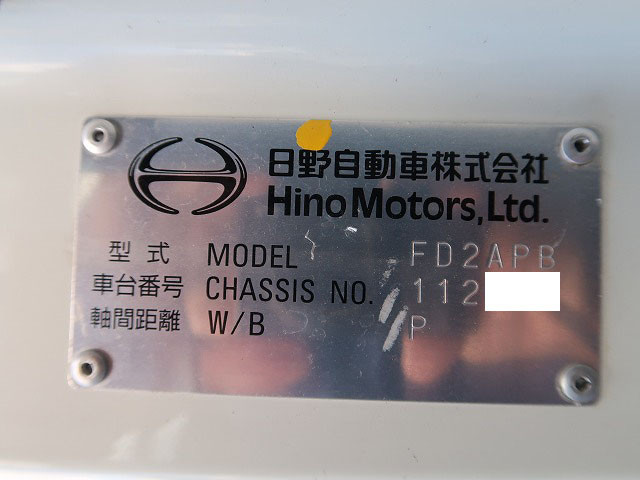 日野自動車株式会社
Hino Motors, Ltd.
型式 MODEL FD2APB
車台番号 CHASSIS NO. 112
軸間距離 W/B P